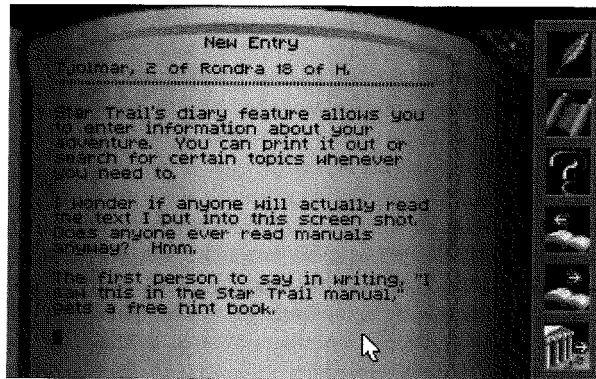 New Entry
Tjolmar, 2 of Rondra 18 of H.
Star Trail's diary feature allows you
to enter information about your
adventure. You can print it out or
search for certain topics whenever
you need to.
I wonder if anyone will actually read
the text I put into this screen shot.
Does anyone ever read manuals
anyway? Hmm.
The first person to say in writing, "I
saw this in the Star Trail manual,"
gets a free hint book.